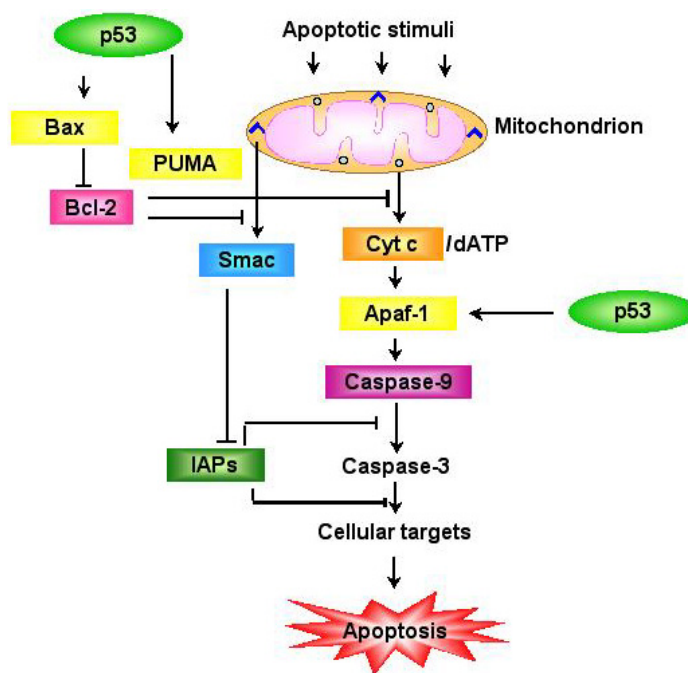 p53
Apoptotic stimuli
Bax
Mitochondrion
PUMA
Bcl-2
Cyt c /dATP
Smac
Apaf-1
p53
Caspase-9
IAPs
Caspase-3
Cellular targets
Apoptosis